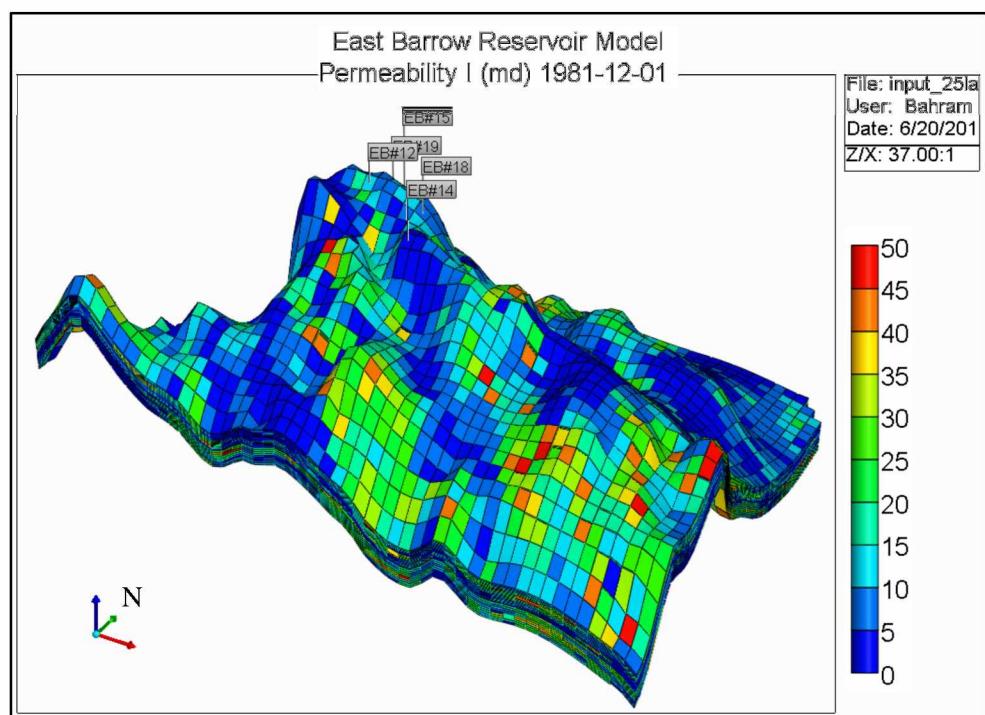 East Barrow Reservoir Model
Permeability I (md) 1981-12-01
File: input_25la
User: Bahram
Date: 6/20/201
Z/X: 37.00:1
EB#15
EB#19
EB#12
EB#18
EB#14
50
45
40
35
30
25
20
15
10
5
0
N